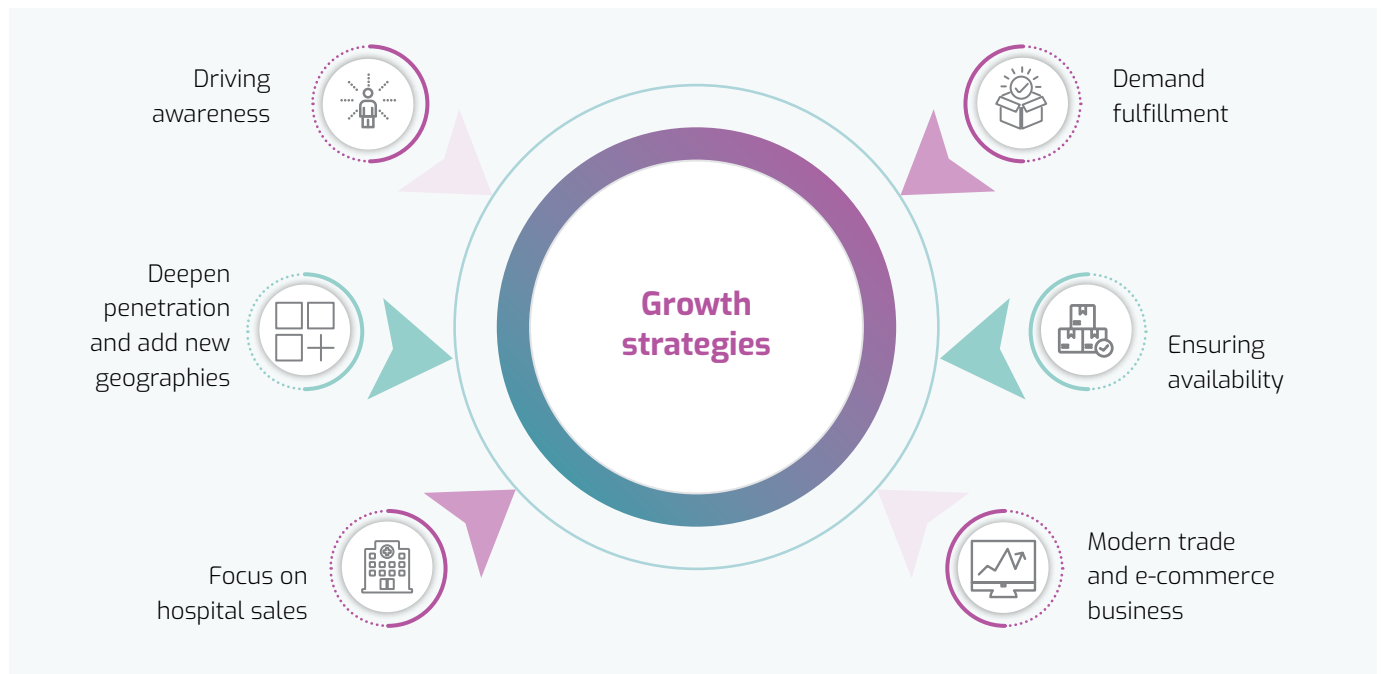 Driving
awareness
Deepen
penetration
and add new
geographies
Focus on
hospital sales
Growth
strategies
Demand
fulfillment
Ensuring
availability
Modern trade
and e-commerce
business